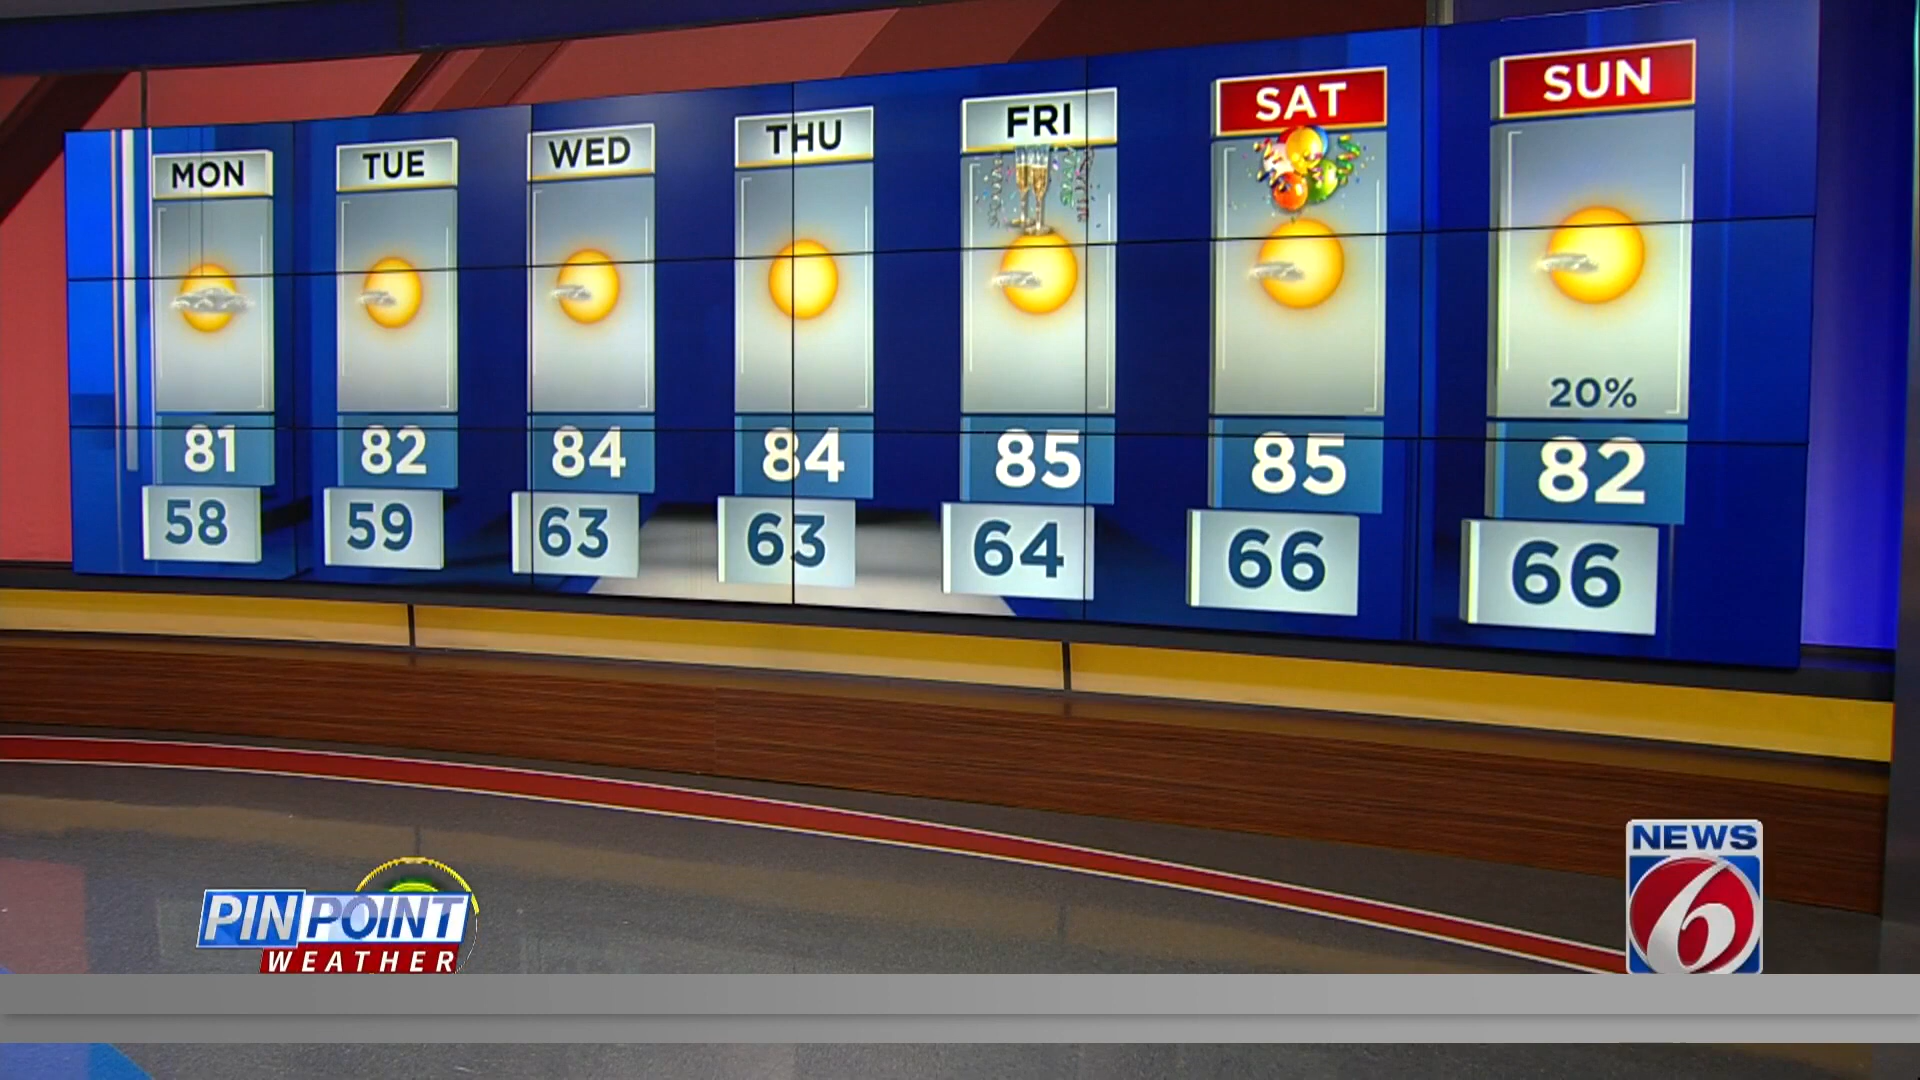 MON TUE WED THU FRI SAT SUN
20%
81 82 84 84 85 85 82
58 59 63 63 64 66 66
PINPOINT
WEATHER
NEWS
6